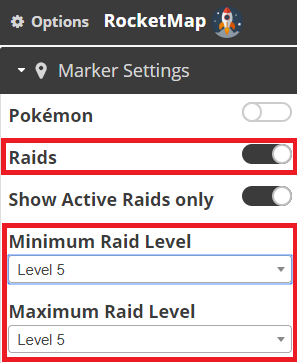 Options RocketMap
Marker Settings
Pokémon
Raids
Show Active Raids only
Minimum Raid Level
Level 5
Maximum Raid Level
Level 5